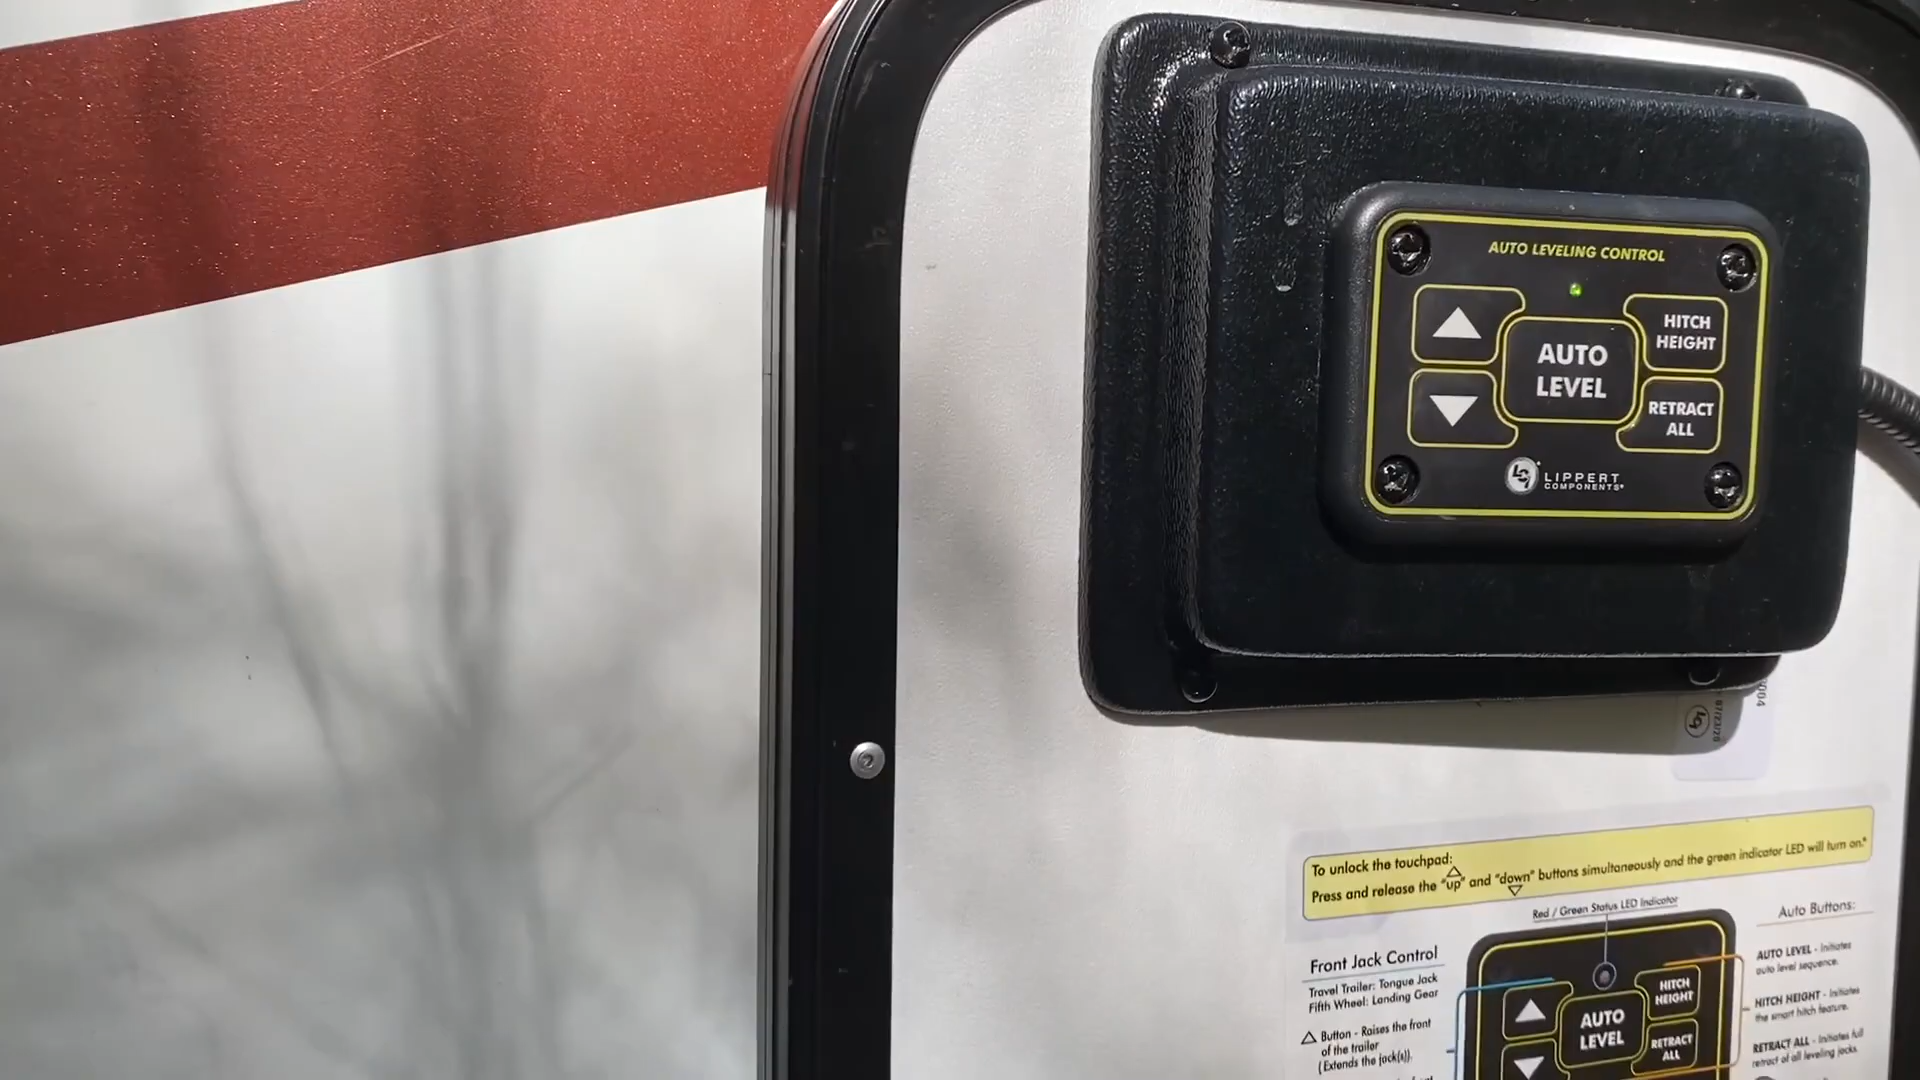 AUTO LEVELING CONTROL
HITCH
HEIGHT
AUTO
LEVEL
RETRACT
ALL
LIPPERT
COMPONENTS
07/23/20
To unlock the touchpad:
Press and release the "up" and "down" buttons simultaneously and the green indicator LED will turn on.*
Red / Green Status LED Indicator
Front Jack Control
Travel Trailer: Tongue Jack
Fifth Wheel: Landing Gear
Button - Raises the front
of the trailer
(Extends the jack(s)).
HITCH
HEIGHT
AUTO
LEVEL
RETRACT
ALL
Auto Buttons:
AUTO LEVEL - Initiates
auto level sequence.
HITCH HEIGHT - Initiates
the smart hitch feature.
RETRACT ALL - Initiates full
retract of all leveling jacks.